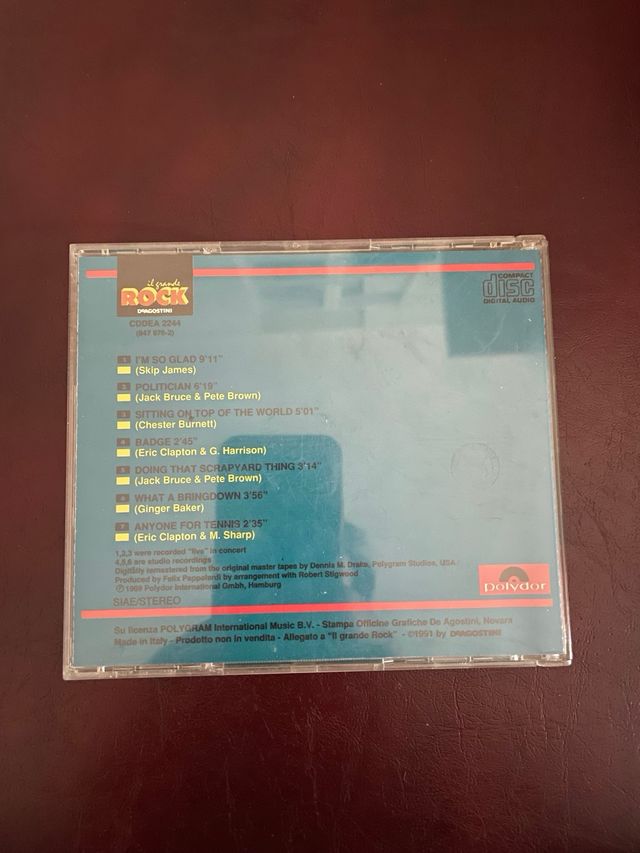 il grande
ROCK
DeAGOSTINI
COMPACT
disc
DIGITAL AUDIO
CDDEA 2244
(847 876-2)
1 I'M SO GLAD 9'11"
(Skip James)
2 POLITICIAN 6'19"
(Jack Bruce & Pete Brown)
3 SITTING ON TOP OF THE WORLD 5'01"
(Chester Burnett)
4 BADGE 2'45"
(Eric Clapton & G. Harrison)
5 DOING THAT SCRAPYARD THING 3'14"
(Jack Bruce & Pete Brown)
6 WHAT A BRINGDOWN 3'56"
(Ginger Baker)
7 ANYONE FOR TENNIS 2'35"
(Eric Clapton & M. Sharp)
1,2,3 were recorded "live" in concert
4,5,6 are studio recordings
Digitally remastered from the original master tapes by Dennis M. Drake, Polygram Studios, USA
Produced by Felix Pappalardi by arrangement with Robert Stigwood
℗ 1969 Polydor International Gmbh, Hamburg
Polydor
SIAE/STEREO
Su licenza POLYGRAM International Music B.V. - Stampa Officine Grafiche De Agostini, Novara
Made in Italy - Prodotto non in vendita - Allegato a "Il grande Rock" - ©1991 by DeAGOSTINI